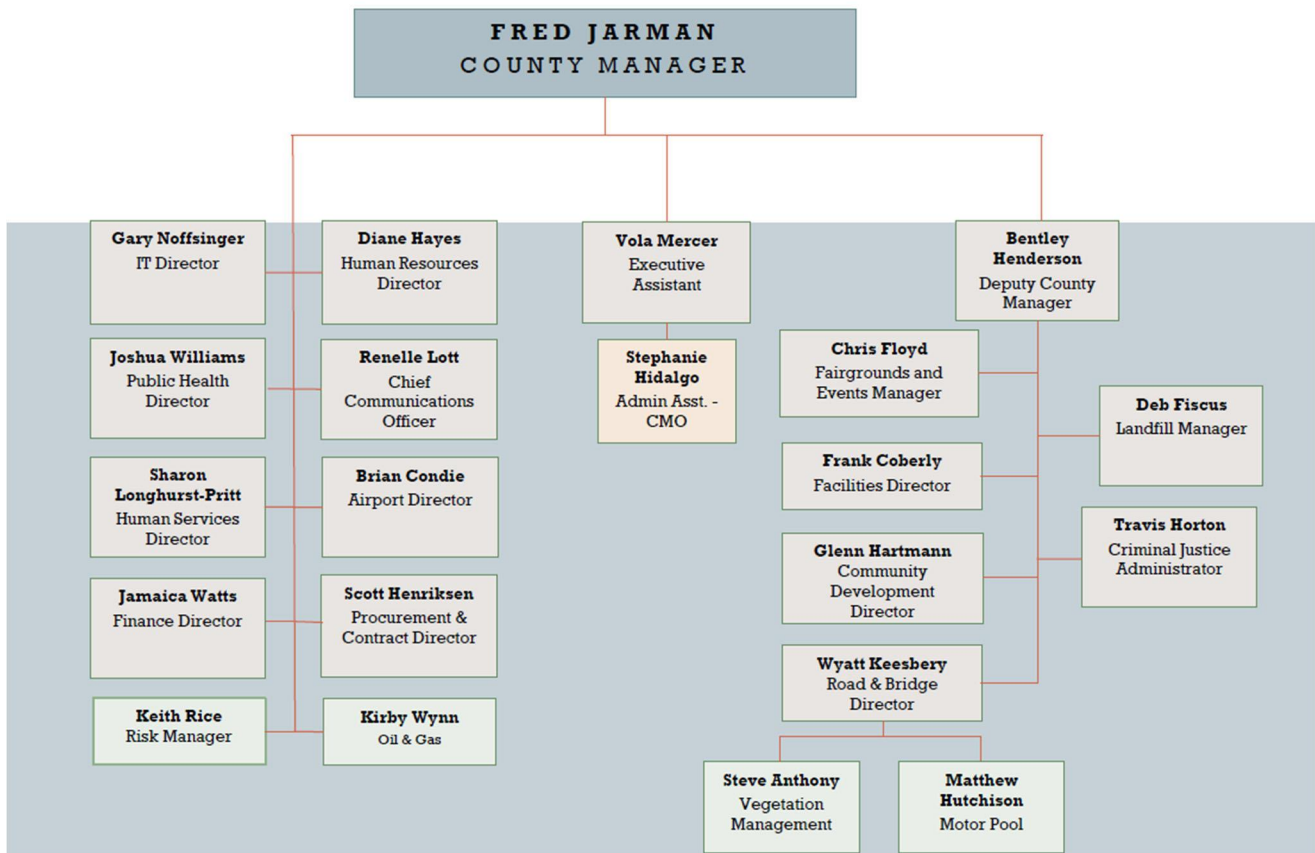 FRED JARMAN
COUNTY MANAGER
Gary Noffsinger
IT Director
Diane Hayes
Human Resources
Director
Vola Mercer
Executive
Assistant
Bentley
Henderson
Deputy County
Manager
Joshua Williams
Public Health
Director
Renelle Lott
Chief
Communications
Officer
Stephanie
Hidalgo
Admin Asst. -
CMO
Chris Floyd
Fairgrounds and
Events Manager
Deb Fiscus
Landfill Manager
Sharon
Longhurst-Pritt
Human Services
Director
Brian Condie
Airport Director
Frank Coberly
Facilities Director
Travis Horton
Criminal Justice
Administrator
Glenn Hartmann
Community
Development
Director
Jamaica Watts
Finance Director
Scott Henriksen
Procurement &
Contract Director
Wyatt Keesbery
Road & Bridge
Director
Keith Rice
Risk Manager
Kirby Wynn
Oil & Gas
Steve Anthony
Vegetation
Management
Matthew
Hutchison
Motor Pool